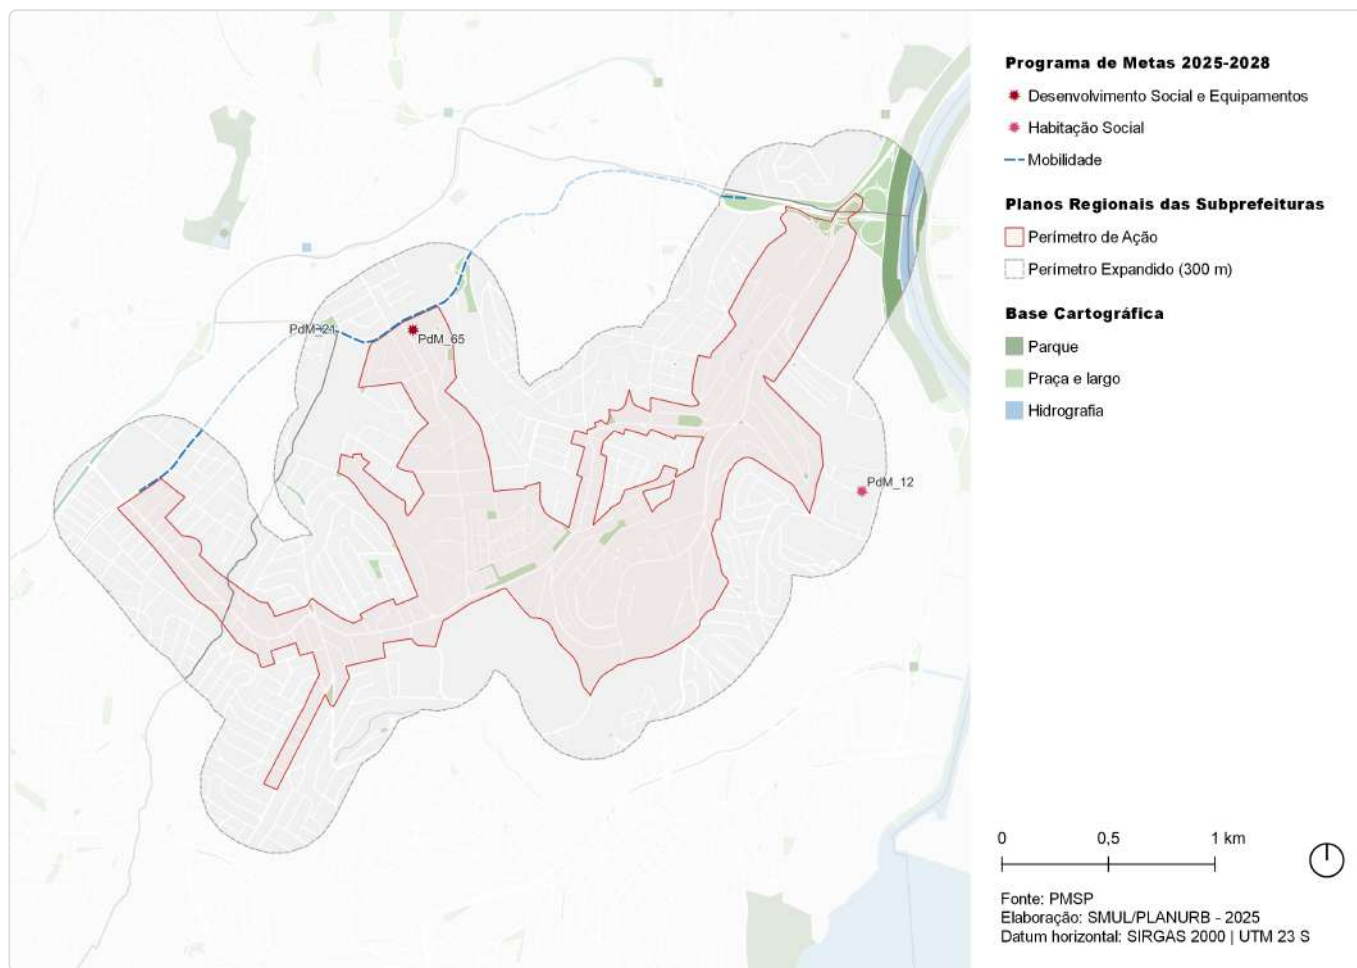 Programa de Metas 2025-2028
Desenvolvimento Social e Equipamentos
Habitação Social
Mobilidade
Planos Regionais das Subprefeituras
Perímetro de Ação
Perímetro Expandido (300 m)
Base Cartográfica
Parque
Praça e largo
Hidrografia
PdM_21
PdM_65
PdM_12
0 0,5 1 km
Fonte: PMSP
Elaboração: SMUL/PLANURB - 2025
Datum horizontal: SIRGAS 2000 | UTM 23 S